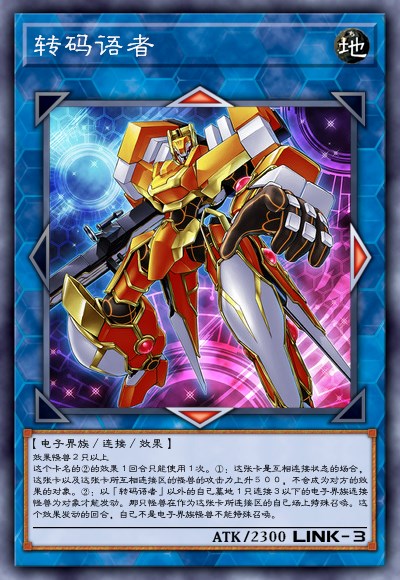 转码语者
地
【电子界族／连接／效果】
效果怪兽２只以上
这个卡名的②的效果１回合只能使用１次。①：这张卡是互相连接状态的场合，
这张卡以及这张卡所互相连接区的怪兽的攻击力上升５００，不会成为对方的效
果的对象。②：以「转码语者」以外的自己墓地１只连接３以下的电子界族连接
怪兽为对象才能发动。那只怪兽在作为这张卡所连接区的自己场上特殊召唤。这
个效果发动的回合，自己不是电子界族怪兽不能特殊召唤。
ATK/2300 LINK-3